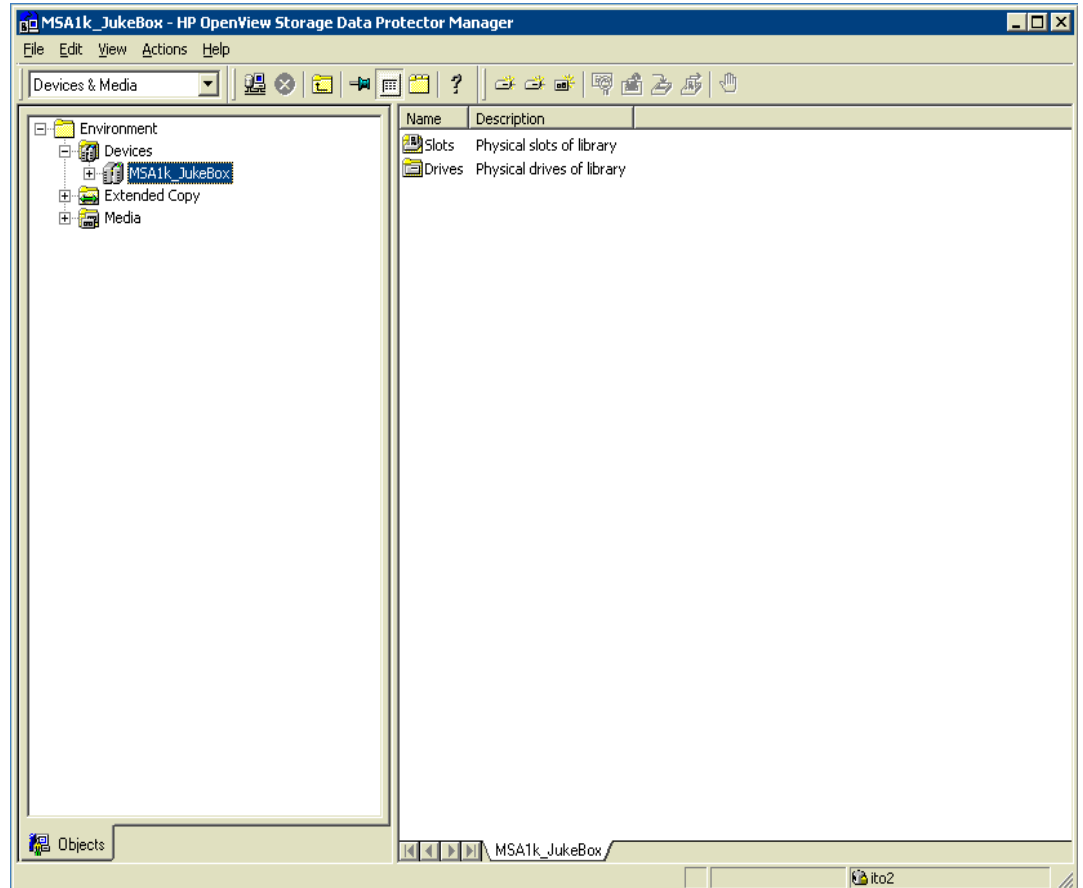 MSA1k_JukeBox - HP OpenView Storage Data Protector Manager
File Edit View Actions Help
Devices & Media
Environment
Devices
MSA1k_JukeBox
Extended Copy
Media
Name Description
Slots Physical slots of library
Drives Physical drives of library
Objects
MSA1k_JukeBox
ito2